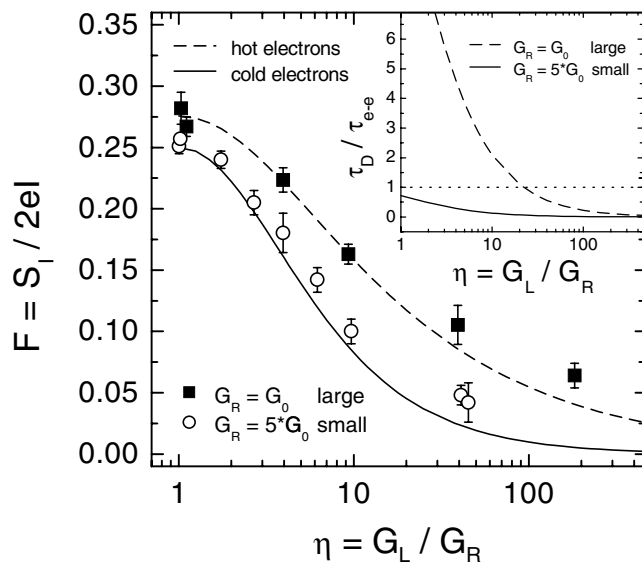 0.35
0.30
0.25
0.20
0.15
0.10
0.05
0.00
F = S_I / 2eI
hot electrons
cold electrons
G_R = G_0 large
G_R = 5*G_0 small
1
10
100
η = G_L / G_R
6
5
4
3
2
1
0
τ_D / τ_e-e
G_R = G_0 large
G_R = 5*G_0 small
1
10
100
η = G_L / G_R